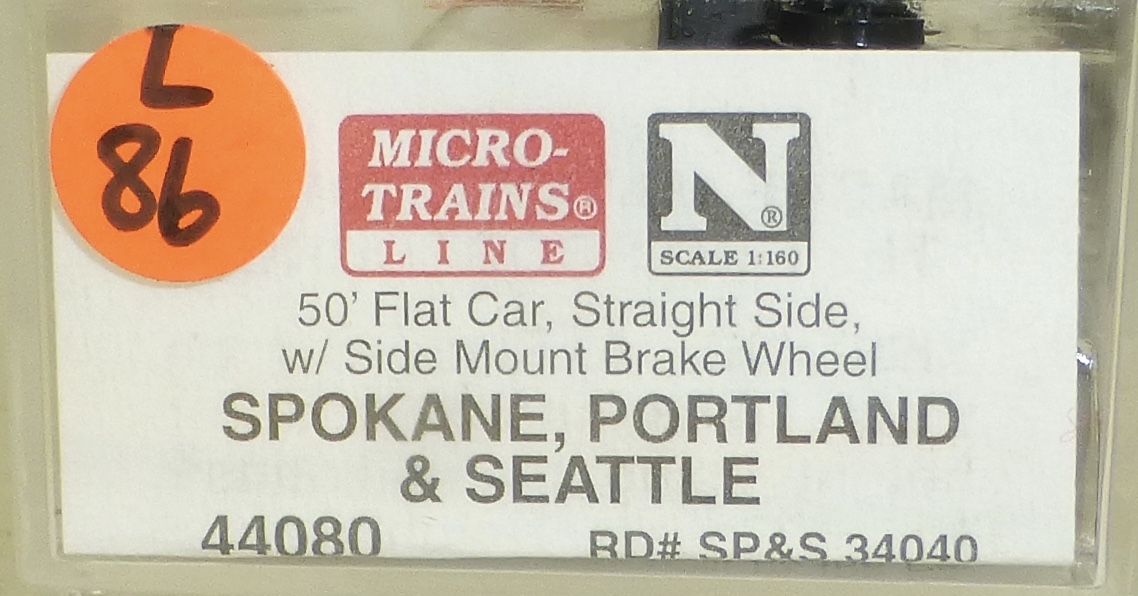 L
86
MICRO-
TRAINS®
LINE
N®
SCALE 1:160
50' Flat Car, Straight Side,
w/ Side Mount Brake Wheel
SPOKANE, PORTLAND
& SEATTLE
44080 RD# SP&S 34040